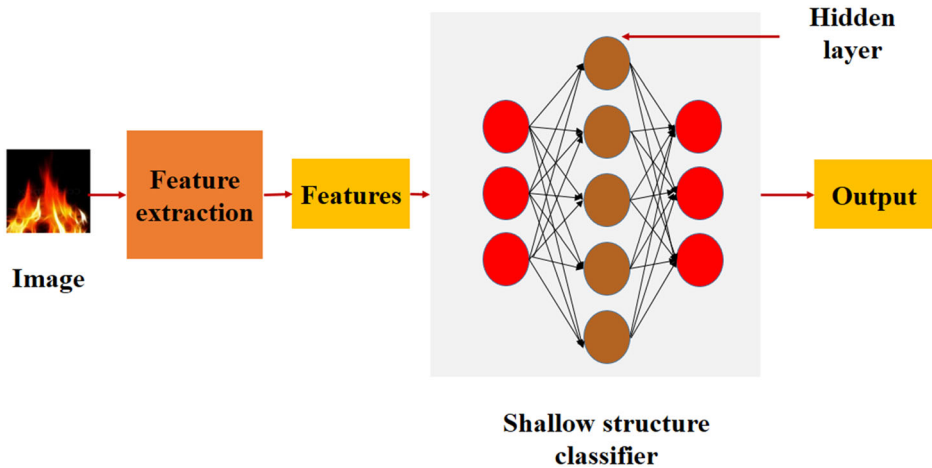 Image
Feature
extraction
Features
Hidden
layer
Shallow structure
classifier
Output